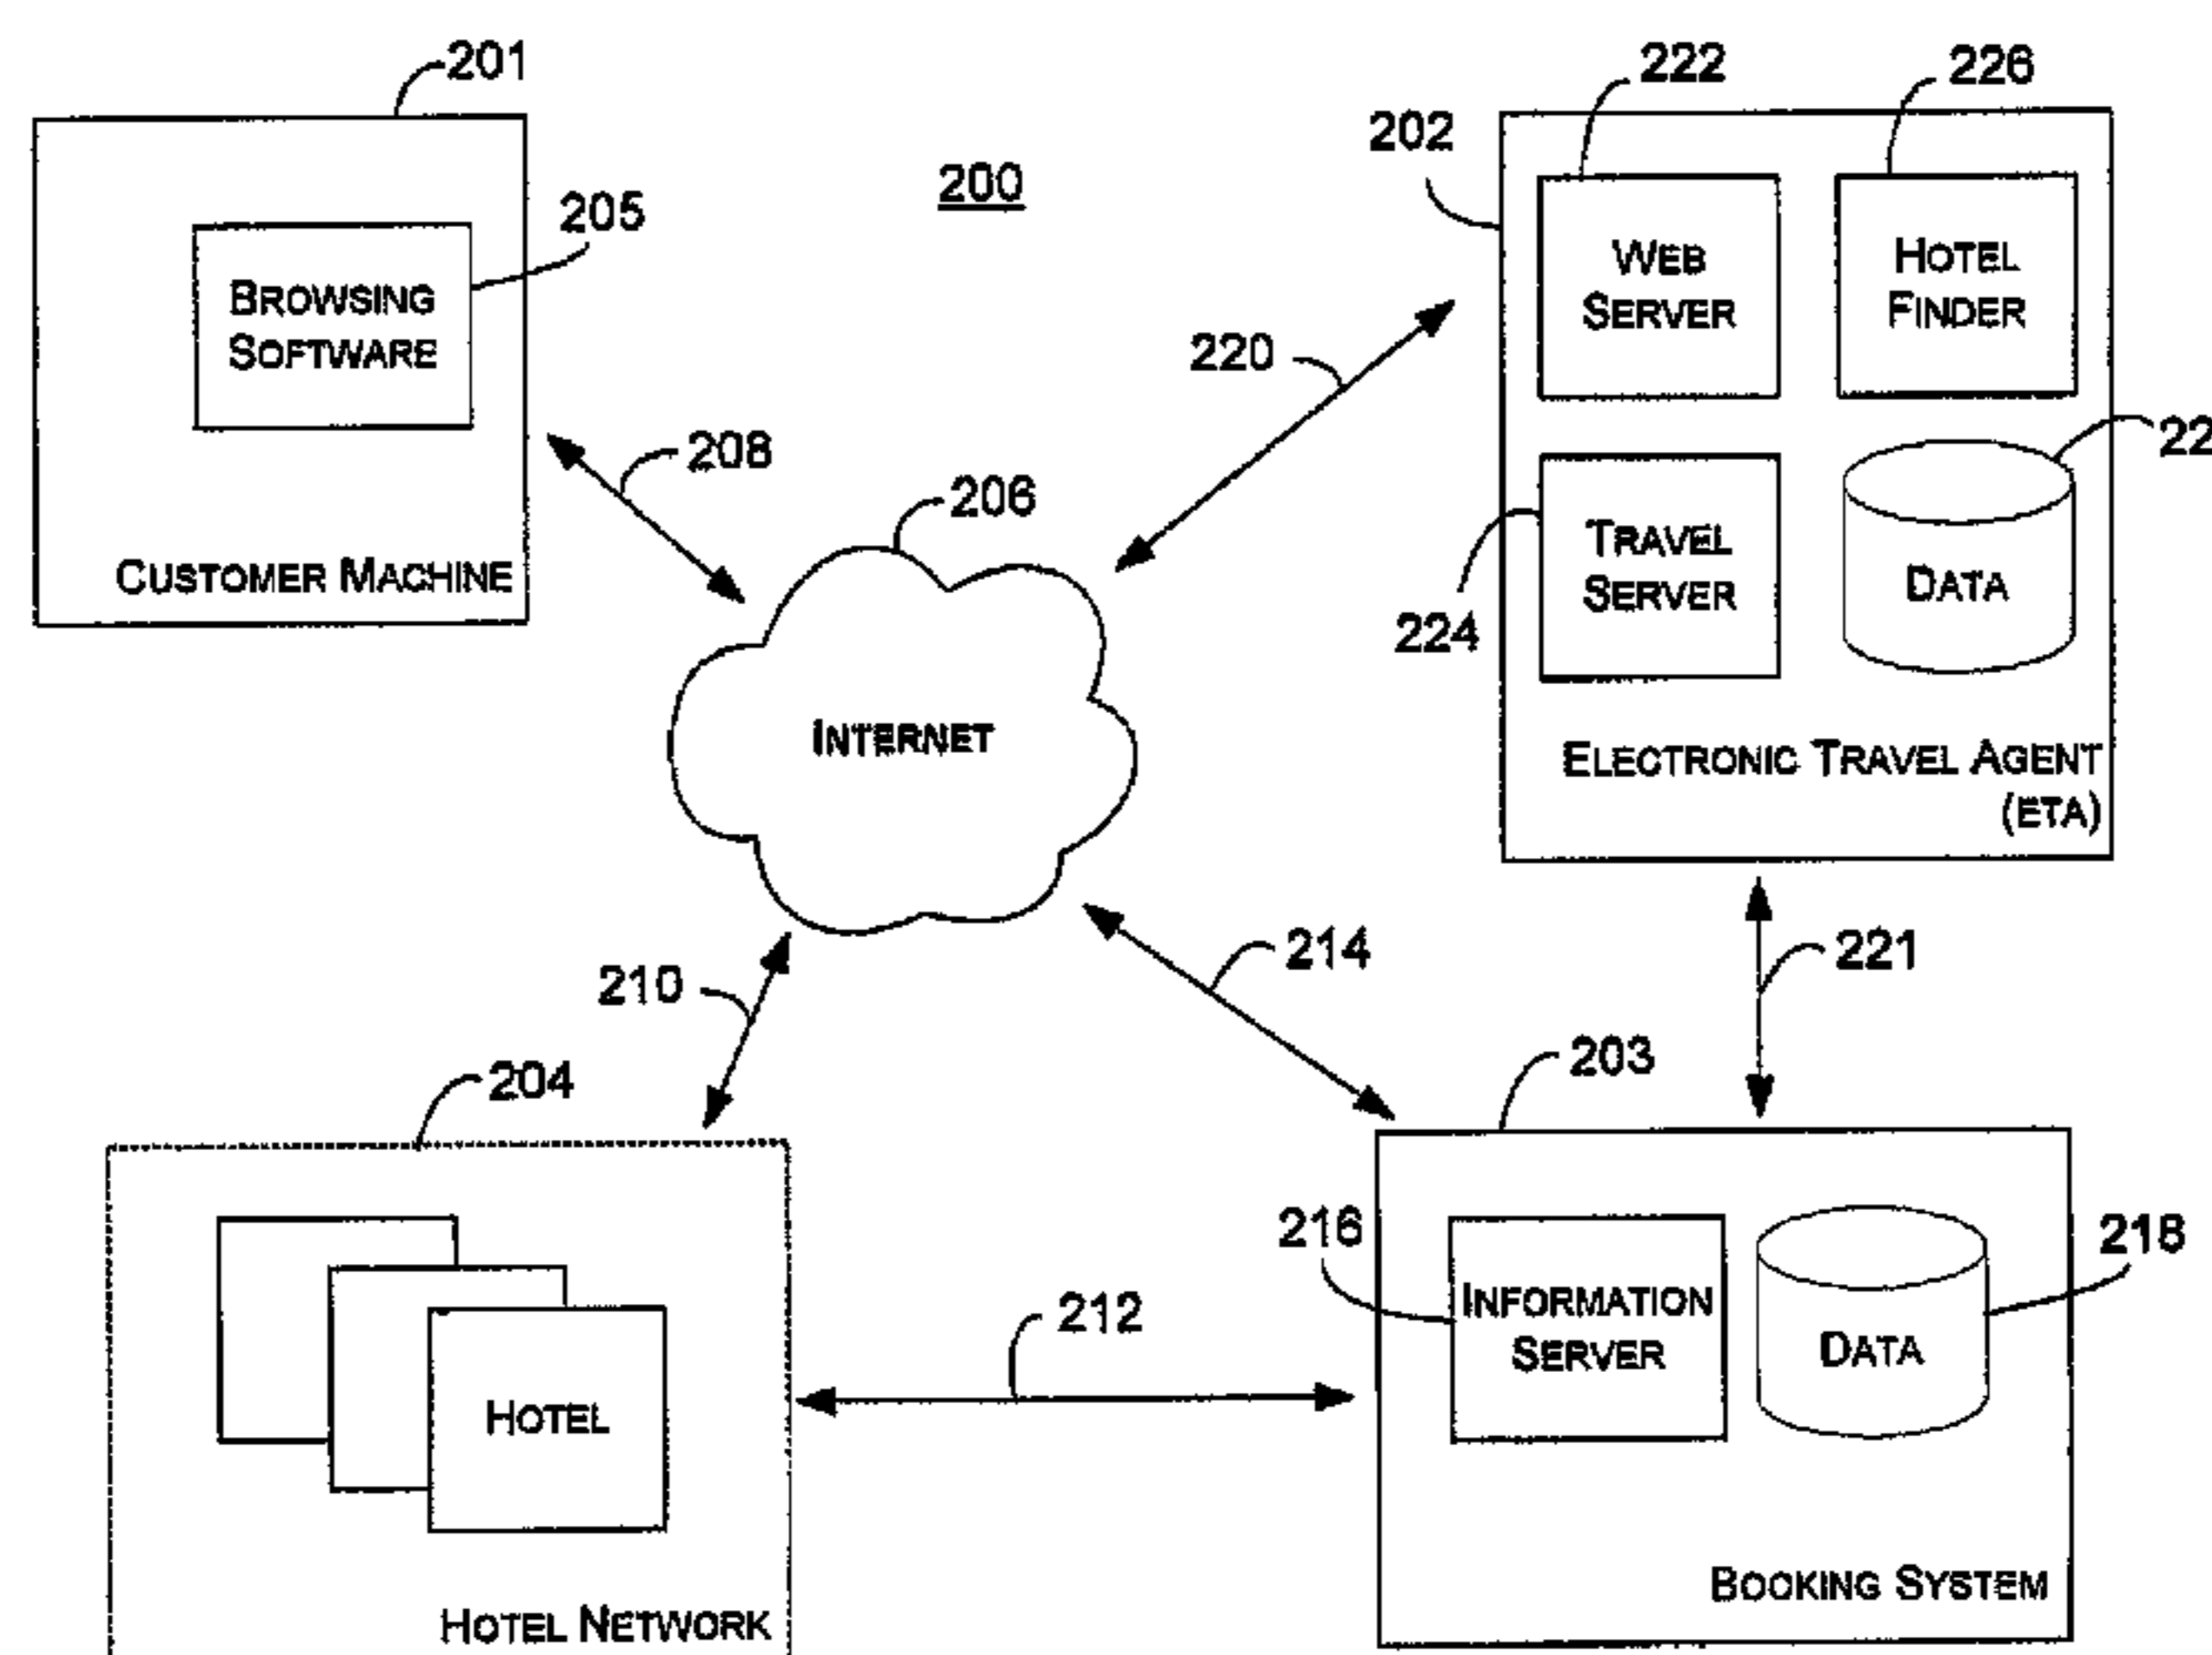 201
222
226
202
200
205
WEB
SERVER
HOTEL
FINDER
BROWSING
SOFTWARE
220
208
22
206
TRAVEL
SERVER
DATA
CUSTOMER MACHINE
224
INTERNET
ELECTRONIC TRAVEL AGENT
(ETA)
214
221
210
203
204
216
218
INFORMATION
SERVER
DATA
212
HOTEL
BOOKING SYSTEM
HOTEL NETWORK